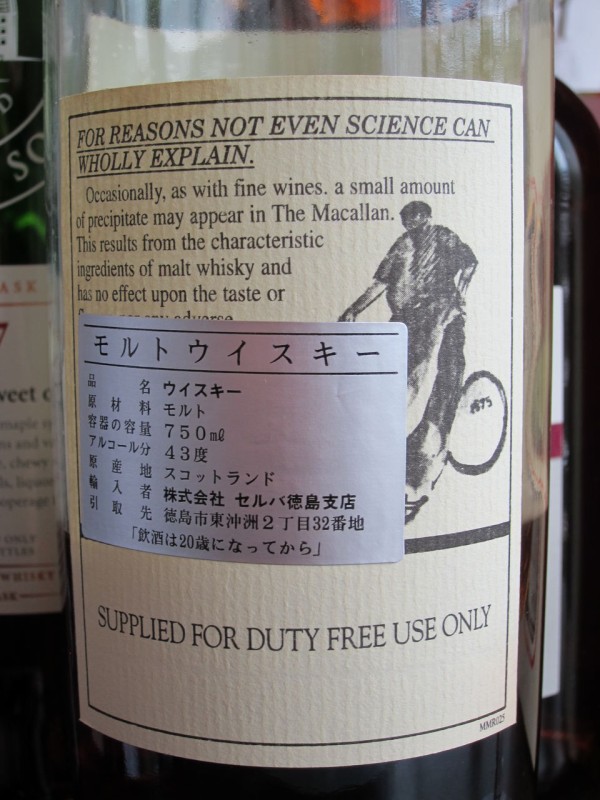 FOR REASONS NOT EVEN SCIENCE CAN
WHOLLY EXPLAIN.
Occasionally, as with fine wines. a small amount
of precipitate may appear in The Macallan.
This results from the characteristic
ingredients of malt whisky and
has no effect upon the taste or
adverse
モルトウイスキー
品名 ウイスキー
原材料 モルト
容器の容量 750㎖
アルコール分 43度
原産地 スコットランド
輸入者 株式会社 セルバ徳島支店
引取先 徳島市東沖洲2丁目32番地
「飲酒は20歳になってから」
1875
SUPPLIED FOR DUTY FREE USE ONLY
MMR025
ASK
7
WHISKY